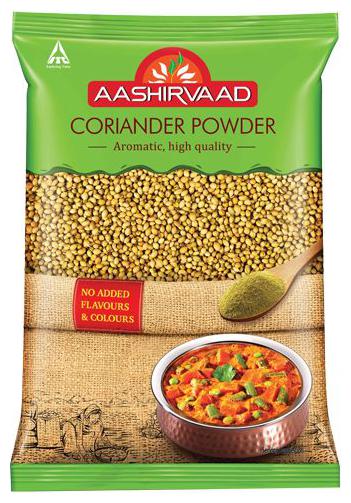 AASHIRVAAD
CORIANDER POWDER
Aromatic, high quality
NO ADDED
FLAVOURS
& COLOURS